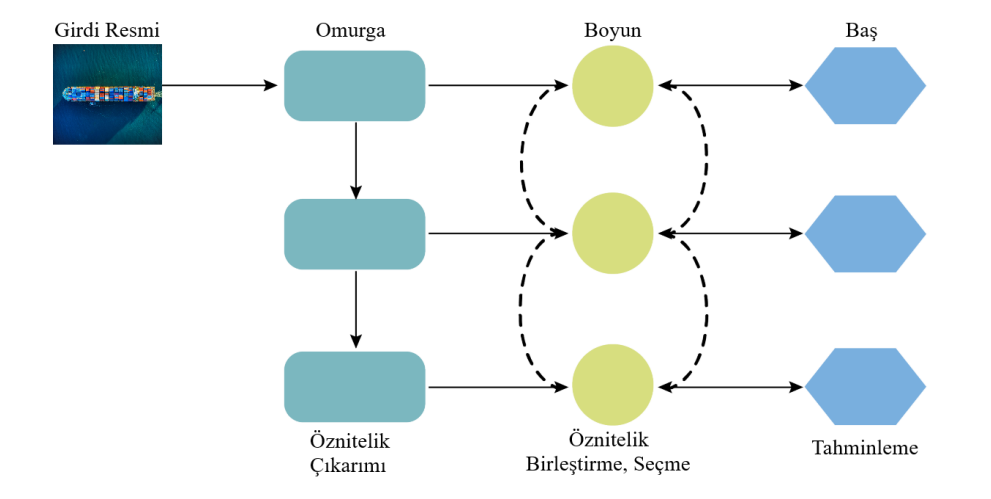 Girdi Resmi
Omurga
Boyun
Baş
Öznitelik
Çıkarımı
Öznitelik
Birleştirme, Seçme
Tahminleme